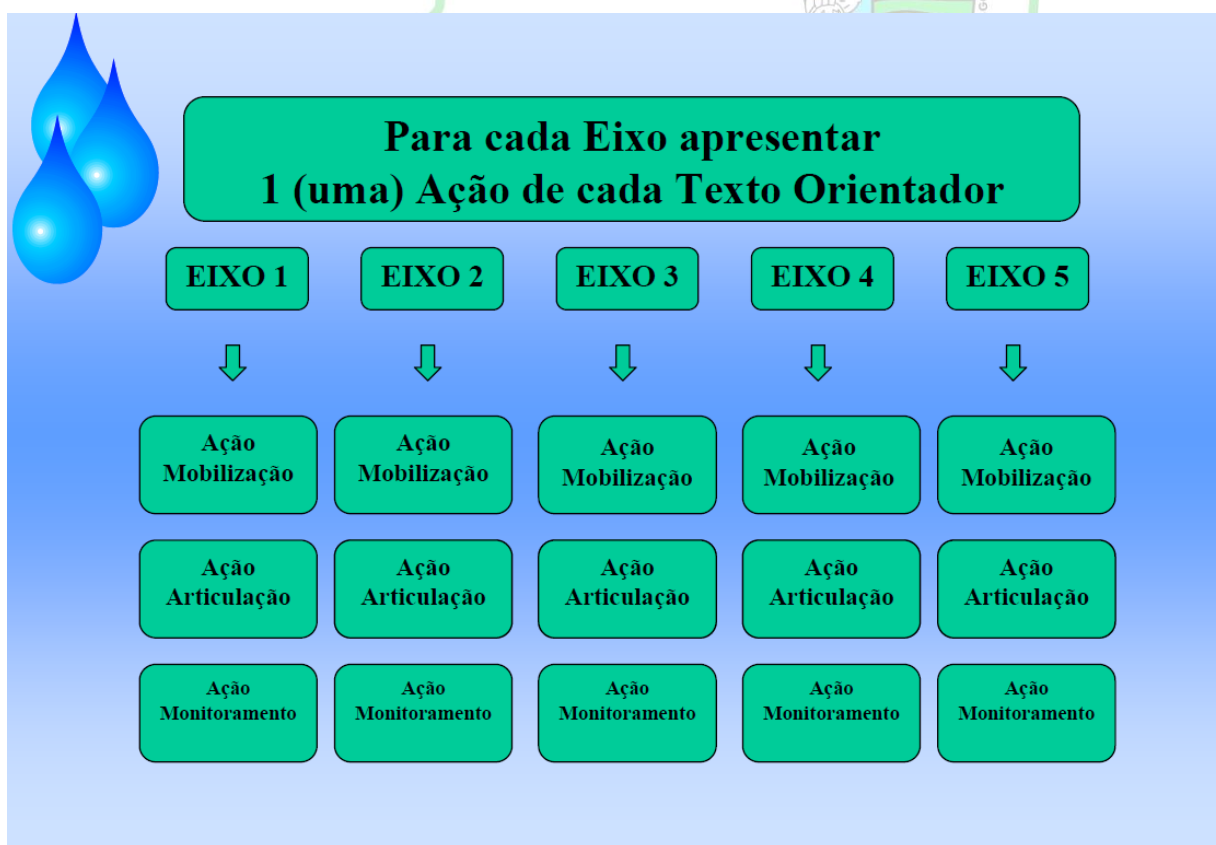 Para cada Eixo apresentar
1 (uma) Ação de cada Texto Orientador
EIXO 1
EIXO 2
EIXO 3
EIXO 4
EIXO 5
Ação
Mobilização
Ação
Mobilização
Ação
Mobilização
Ação
Mobilização
Ação
Mobilização
Ação
Articulação
Ação
Articulação
Ação
Articulação
Ação
Articulação
Ação
Articulação
Ação
Monitoramento
Ação
Monitoramento
Ação
Monitoramento
Ação
Monitoramento
Ação
Monitoramento